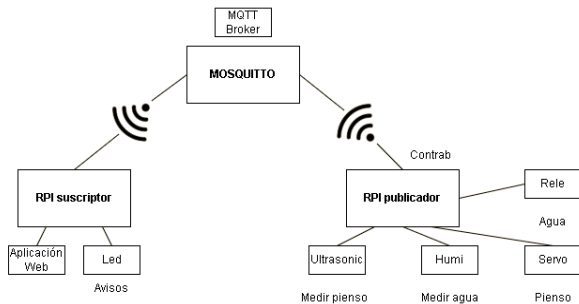 MQTT
Broker
MOSQUITTO
Contrab
RPI suscriptor
RPI publicador
Rele
Agua
Aplicación
Web
Led
Ultrasonic
Humi
Servo
Avisos
Medir pienso
Medir agua
Pienso